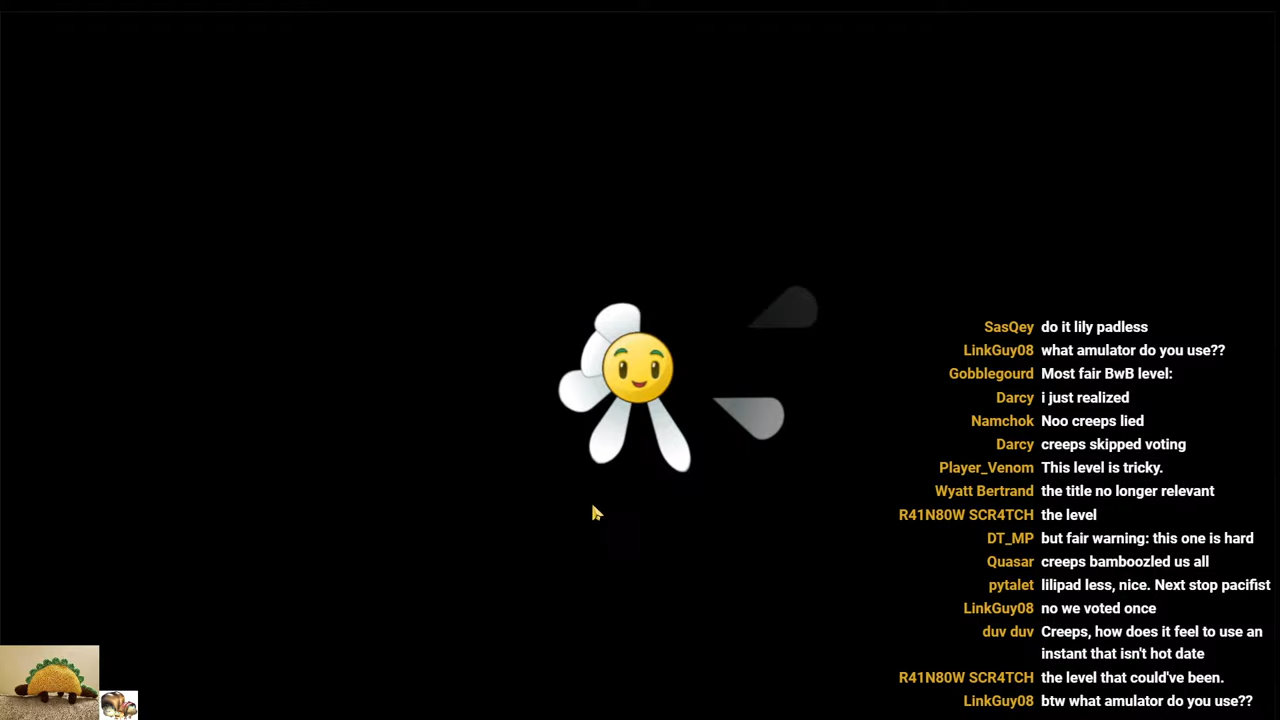 SasQey do it lily padless
LinkGuy08 what amulator do you use??
Gobblegourd Most fair BwB level:
Darcy i just realized
Namchok Noo creeps lied
Darcy creeps skipped voting
Player_Venom This level is tricky.
Wyatt Bertrand the title no longer relevant
R41N80W SCR4TCH the level
DT_MP but fair warning: this one is hard
Quasar creeps bamboozled us all
pytalet lilipad less, nice. Next stop pacifist
LinkGuy08 no we voted once
duv duv Creeps, how does it feel to use an
instant that isn't hot date
R41N80W SCR4TCH the level that could've been.
LinkGuy08 btw what amulator do you use??